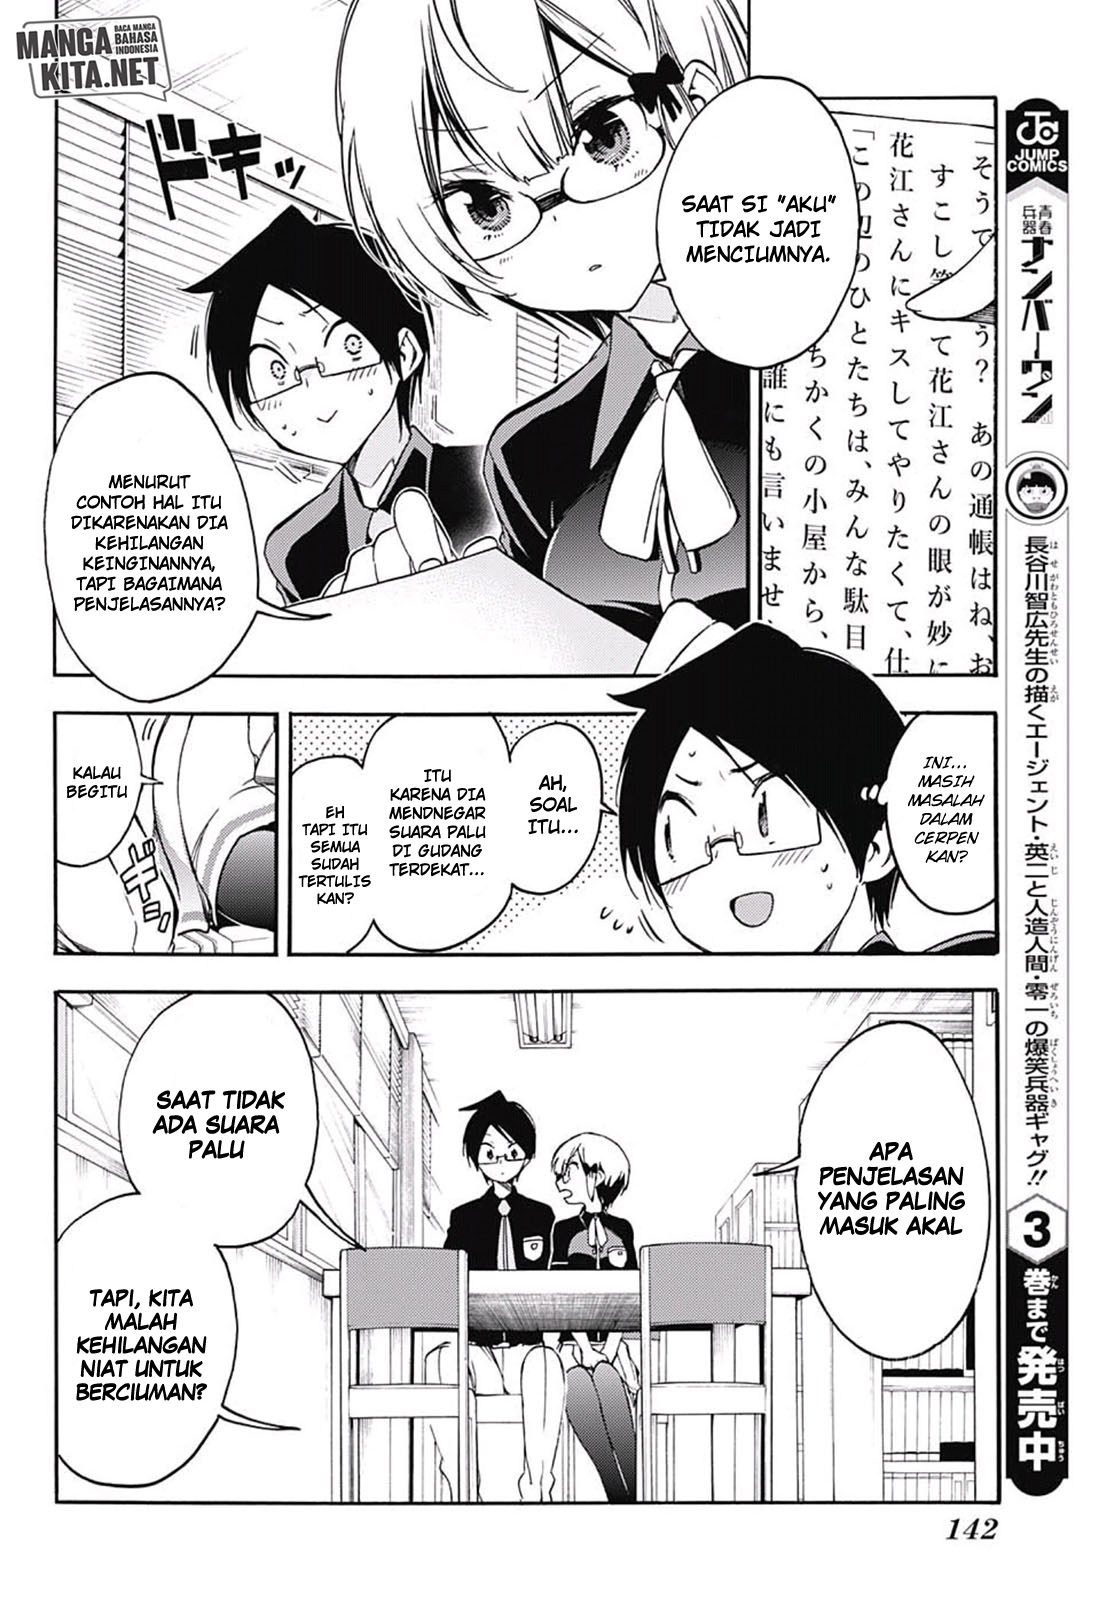 MANGA
KITA.NET
BACA MANGA
BAHASA
INDONESIA
ドキッ
SAAT SI "AKU"
TIDAK JADI
MENCIUMNYA.
「そうで う? あの通帳はね、お
すこし笑 て花江さんの眼が妙に
花江さんにキスしてやりたくて、仕
「この辺のひとたちは、みんな駄目
ちかくの小屋から、
誰にも言いませ
MENURUT
CONTOH HAL ITU
DIKARENAKAN DIA
KEHILANGAN
KEINGINANNYA,
TAPI BAGAIMANA
PENJELASANNYA?
INI...
MASIH
MASALAH
DALAM
CERPEN
KAN?
AH,
SOAL
ITU...
ITU
KARENA DIA
MENDNEGAR
SUARA PALU
DI GUDANG
TERDEKAT...
EH
TAPI ITU
SEMUA
SUDAH
TERTULIS
KAN?
KALAU
BEGITU
ギシ
APA
PENJELASAN
YANG PALING
MASUK AKAL
SAAT TIDAK
ADA SUARA
PALU
TAPI, KITA
MALAH
KEHILANGAN
NIAT UNTUK
BERCIUMAN?
JUMP
COMICS
青春
兵器
ナンバーワン
長谷川智広先生の描くエージェント・英二と人造人間・零一の爆笑兵器ギャグ!!
3
巻まで発売中
142